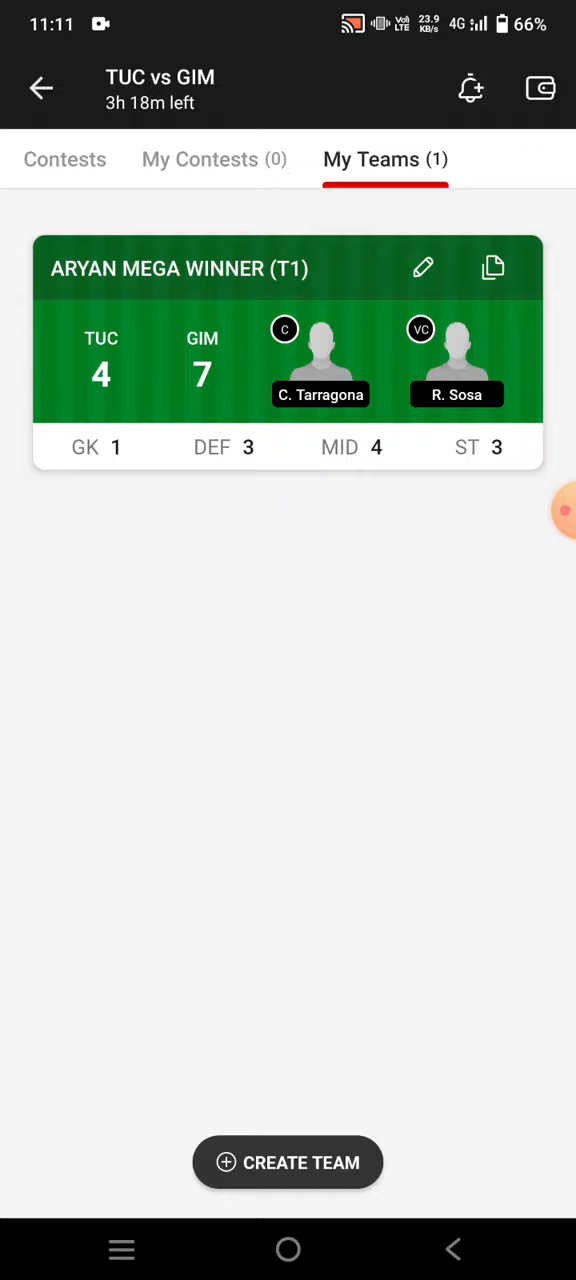 11:11 Vo) LTE 23.9 KB/s 4G 66%
TUC vs GIM
3h 18m left
Contests My Contests (0) My Teams (1)
ARYAN MEGA WINNER (T1)
TUC GIM C VC
4 7
C. Tarragona R. Sosa
GK 1 DEF 3 MID 4 ST 3
CREATE TEAM